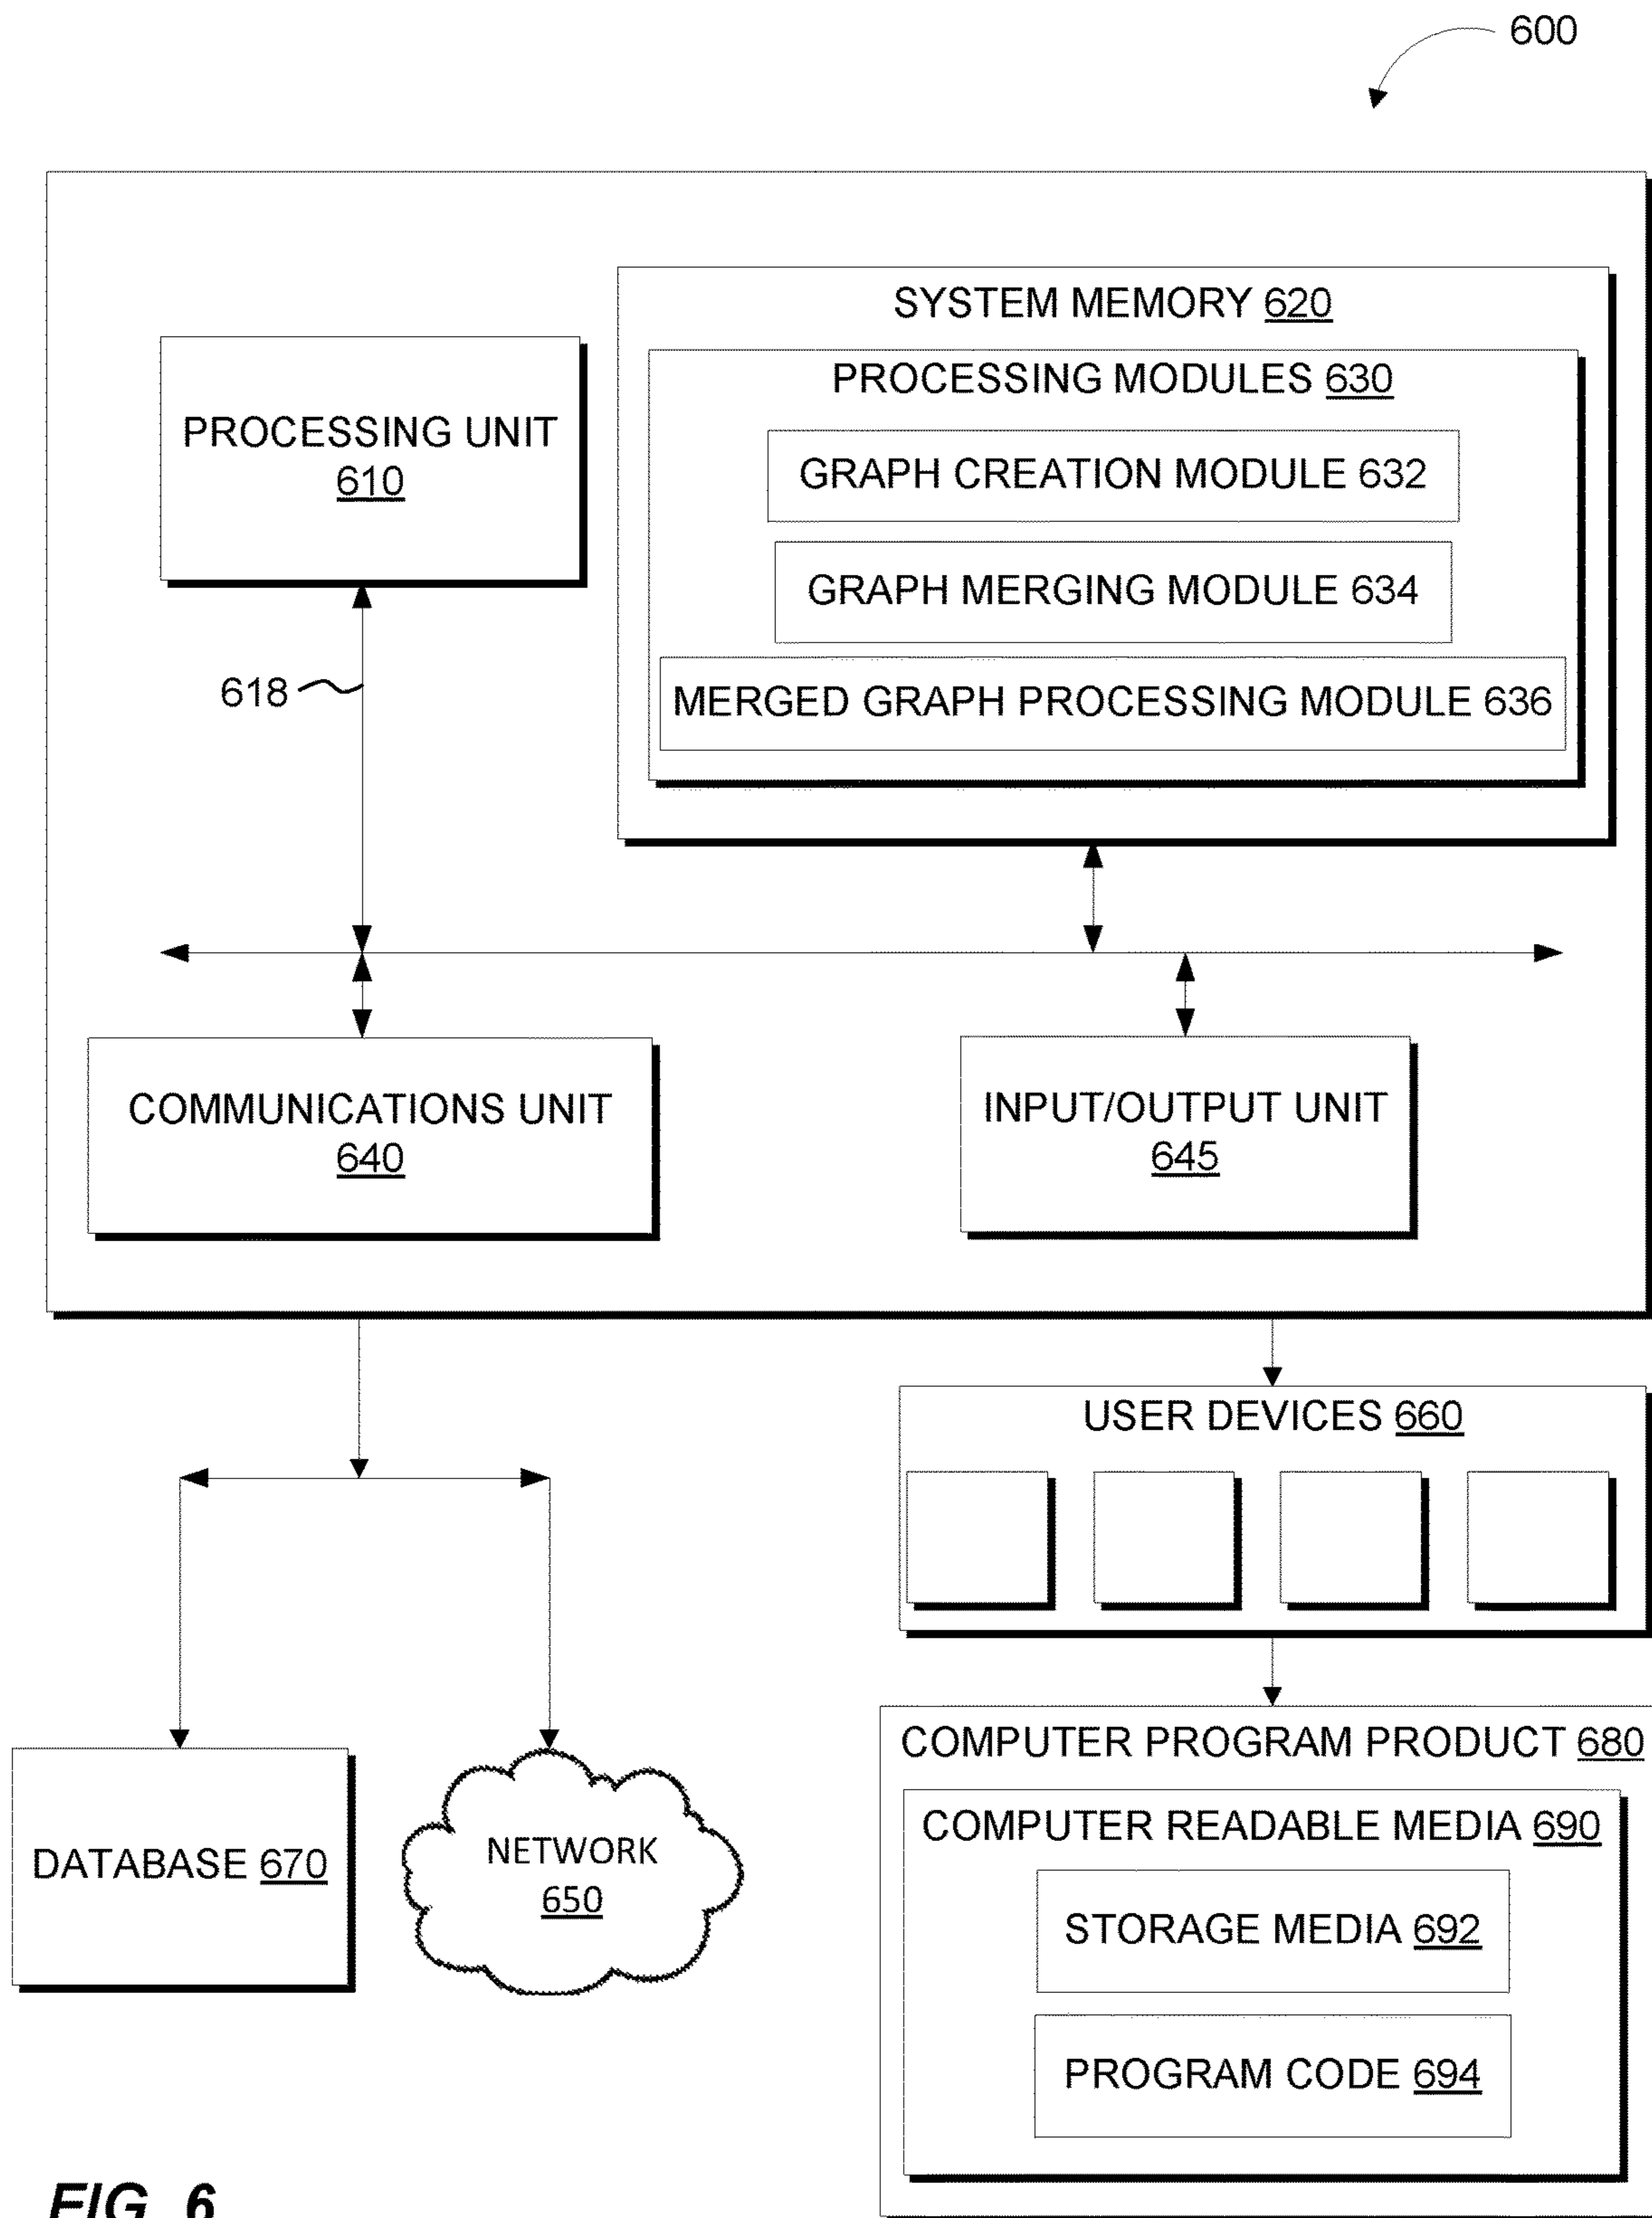 600
SYSTEM MEMORY 620
PROCESSING MODULES 630
PROCESSING UNIT
610
GRAPH CREATION MODULE 632
GRAPH MERGING MODULE 634
618
MERGED GRAPH PROCESSING MODULE 636
COMMUNICATIONS UNIT
640
INPUT/OUTPUT UNIT
645
USER DEVICES 660
COMPUTER PROGRAM PRODUCT 680
COMPUTER READABLE MEDIA 690
DATABASE 670
NETWORK
650
STORAGE MEDIA 692
PROGRAM CODE 694
FIG. 6